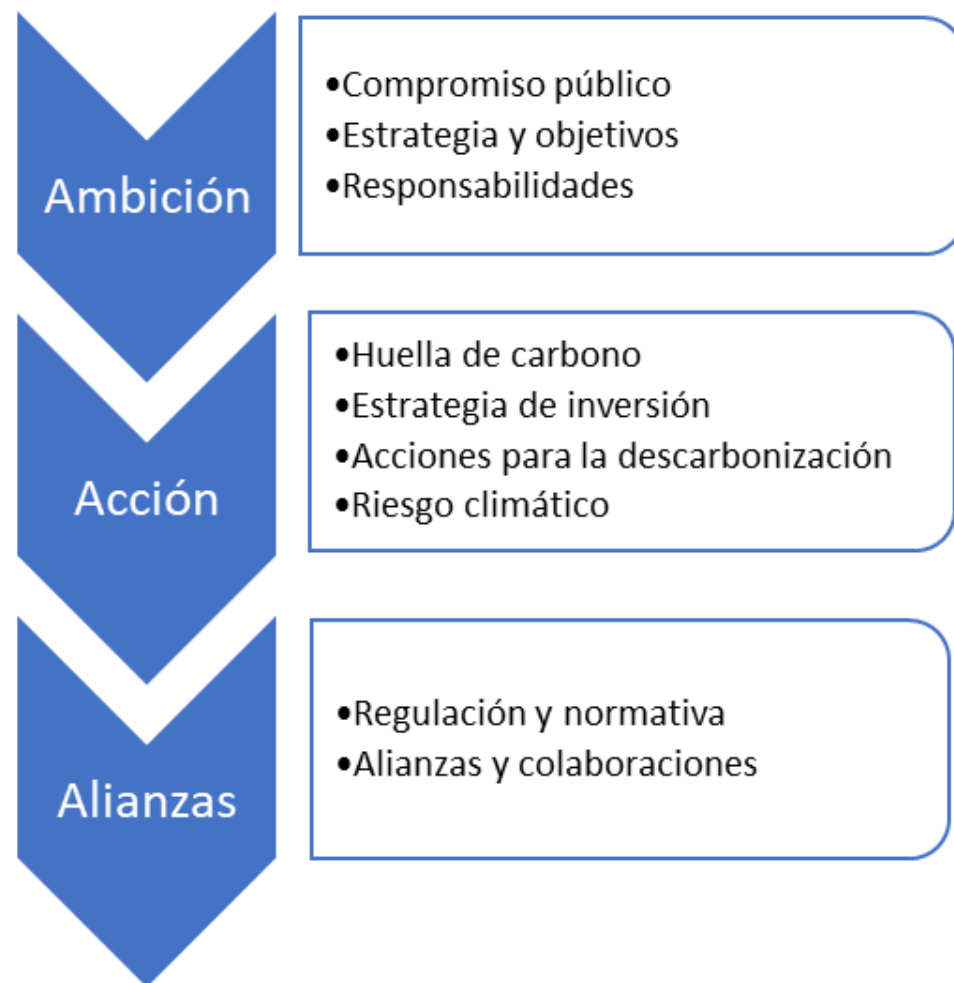 Ambición
•Compromiso público
•Estrategia y objetivos
•Responsabilidades
Acción
•Huella de carbono
•Estrategia de inversión
•Acciones para la descarbonización
•Riesgo climático
Alianzas
•Regulación y normativa
•Alianzas y colaboraciones